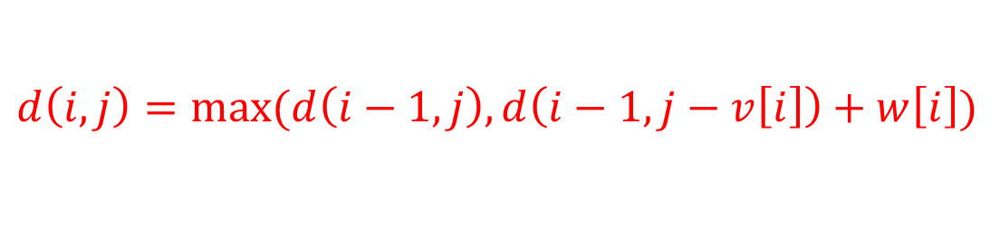 d(i,j) = max(d(i − 1,j),d(i − 1,j − v[i]) + w[i])